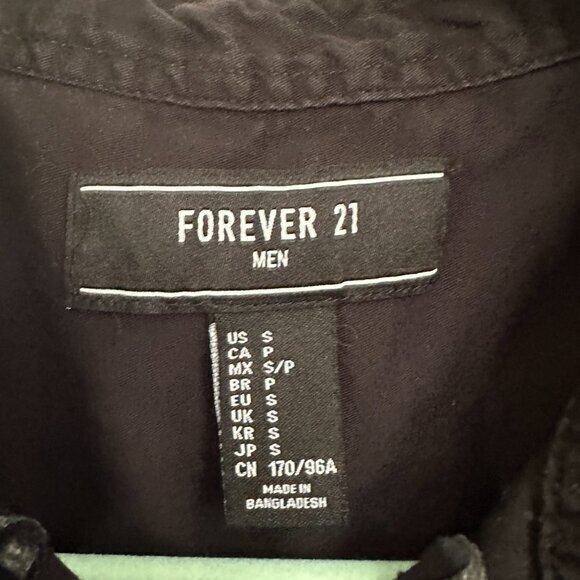 FOREVER 21
MEN
US S
CA P
MX S/P
BR P
EU S
UK S
KR S
JP S
CN 170/96A
MADE IN
BANGLADESH